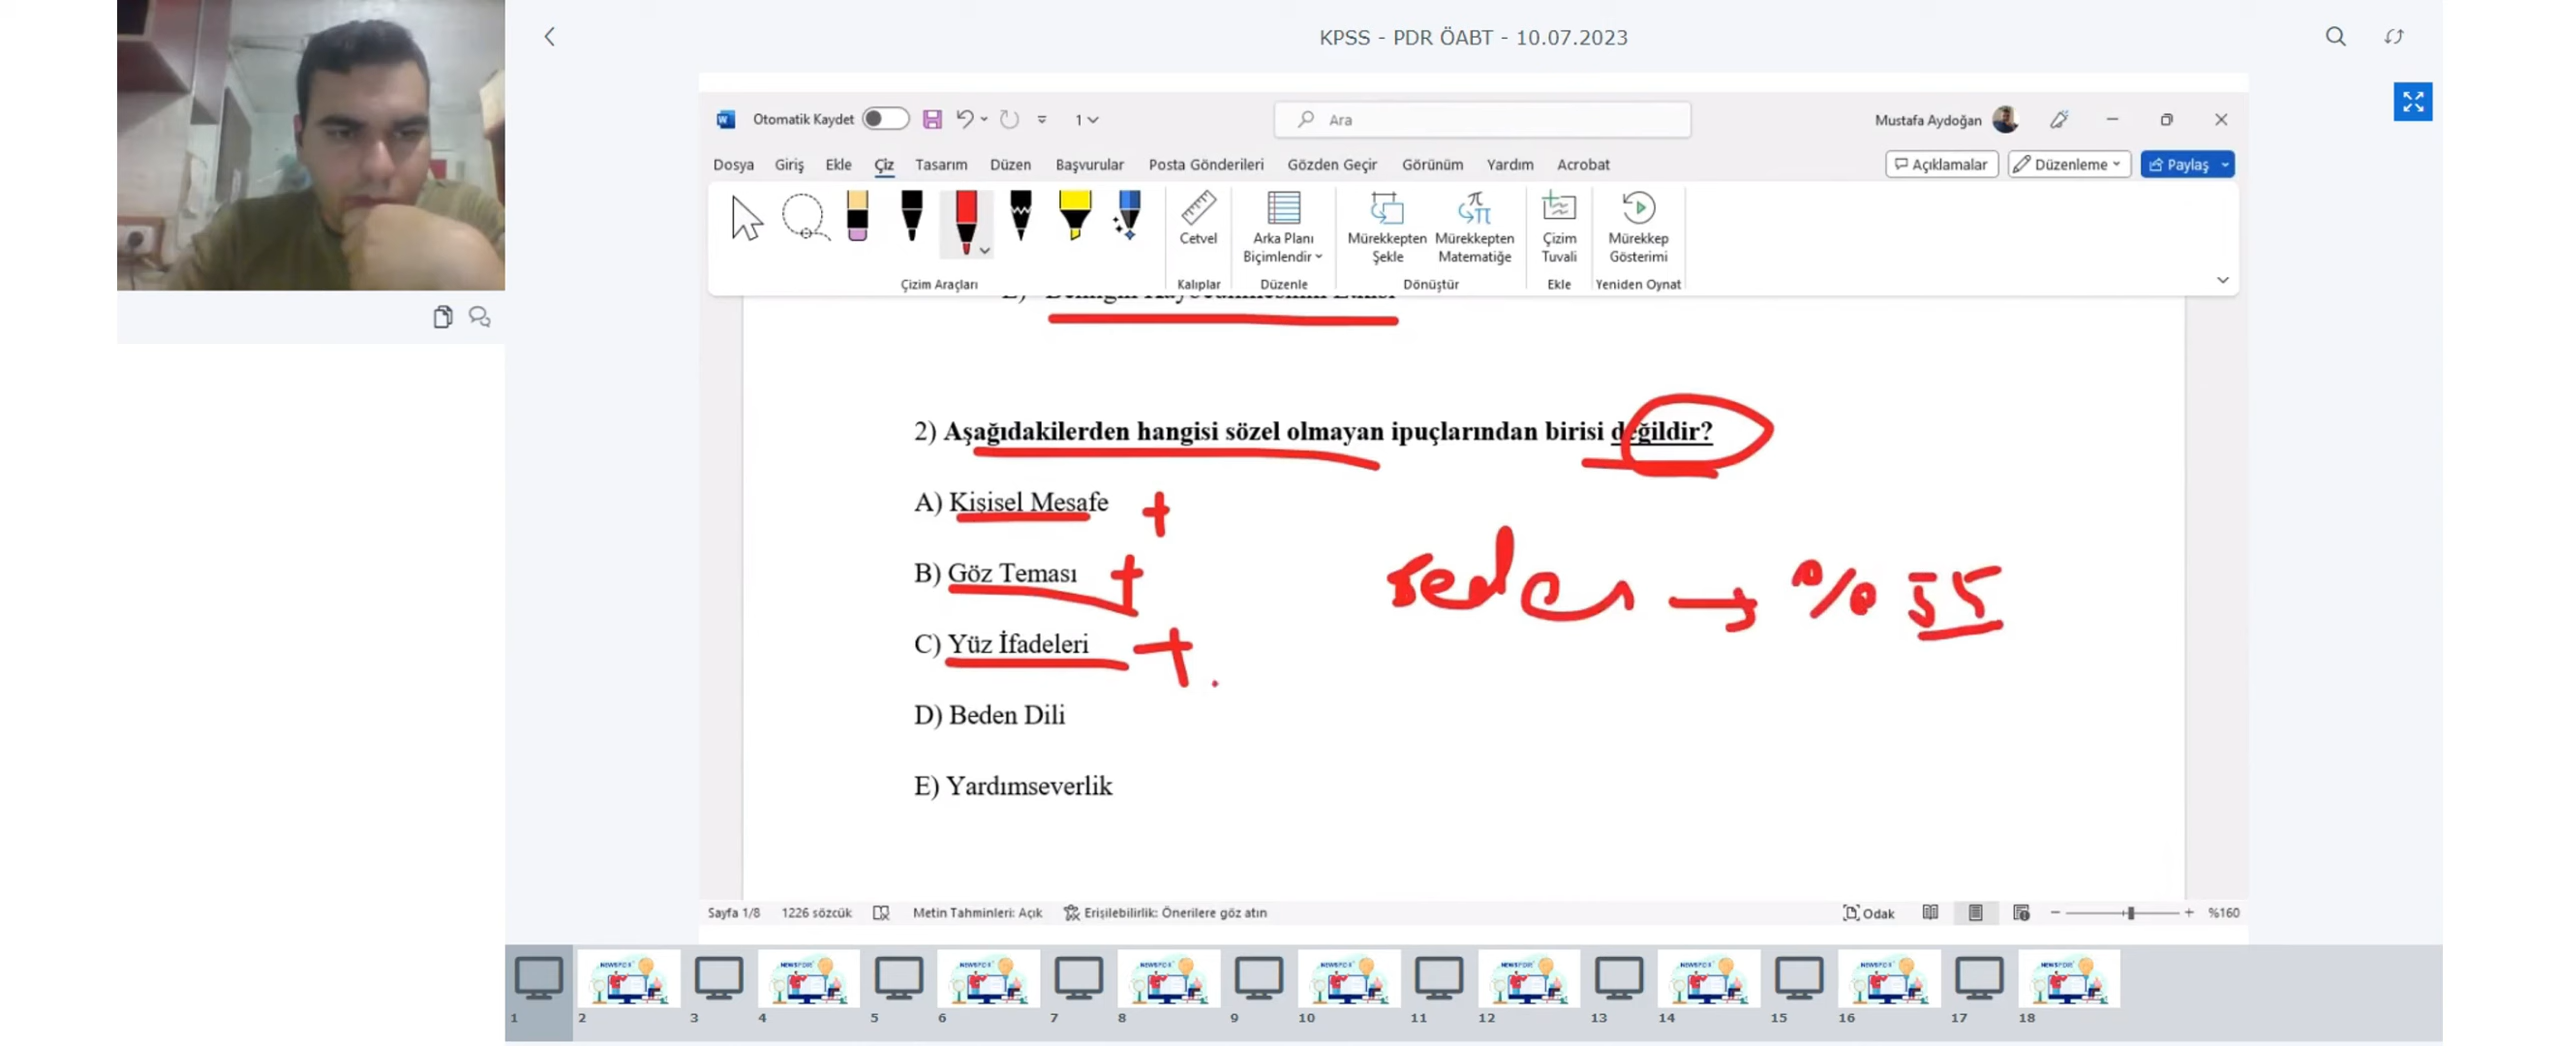 KPSS - PDR ÖABT - 10.07.2023
Otomatik Kaydet
1
Ara
Mustafa Aydoğan
Dosya Giriş Ekle Çiz Tasarım Düzen Başvurular Posta Gönderileri Gözden Geçir Görünüm Yardım Acrobat
Açıklamalar Düzenleme Paylaş
Cetvel Arka Planı Biçimlendir Mürekkepten Şekle Mürekkepten Matematiğe Çizim Tuvali Mürekkep Gösterimi
Çizim Araçları Kalıplar Düzenle Dönüştür Ekle Yeniden Oynat
2) Aşağıdakilerden hangisi sözel olmayan ipuçlarından birisi değildir?
A) Kişisel Mesafe +
B) Göz Teması +
C) Yüz İfadeleri +
D) Beden Dili
E) Yardımseverlik
Beden → %55
Sayfa 1/8 1226 sözcük Metin Tahminleri: Açık Erişilebilirlik: Önerilere göz atın Odak %160
1 2 3 4 5 6 7 8 9 10 11 12 13 14 15 16 17 18